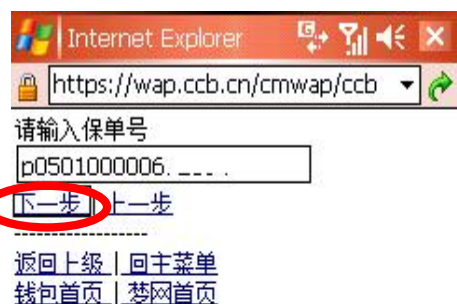 Internet Explorer
https://wap.ccb.cn/cmwap/ccb
请输入保单号
p0501000006.
下一步 上一步
------------------
返回上级 | 回主菜单
钱包首页 | 梦网首页